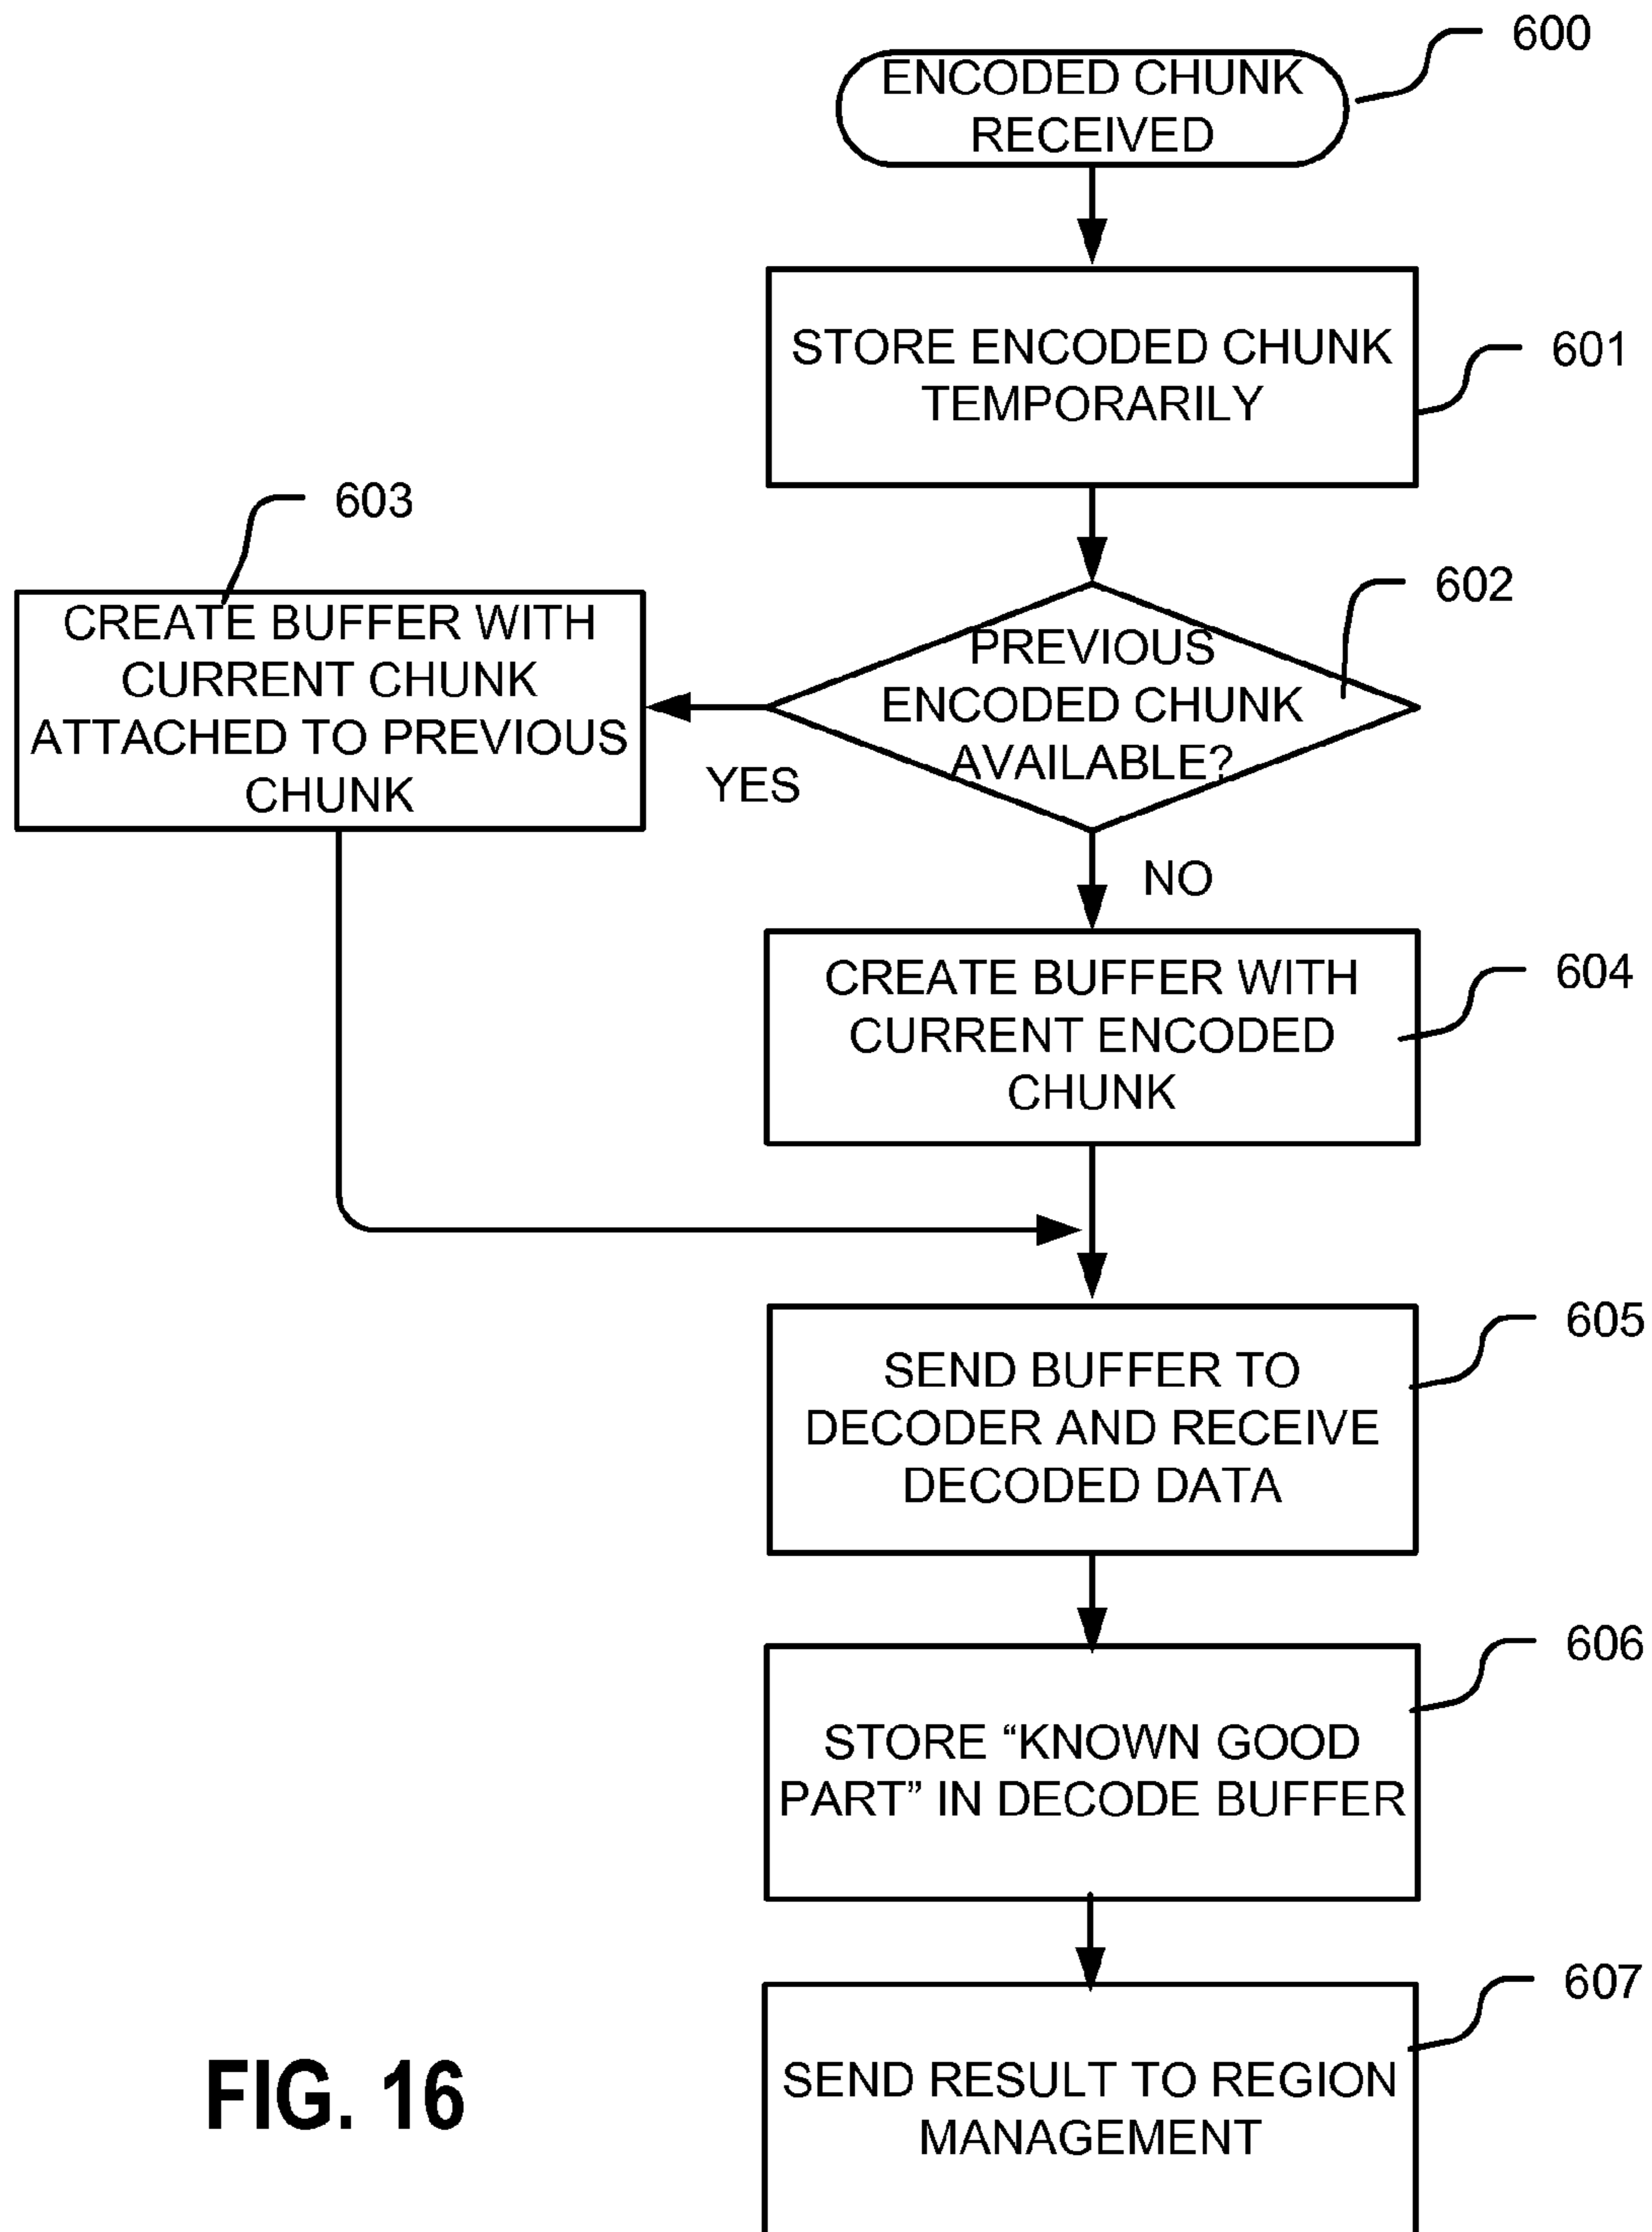 600
ENCODED CHUNK
RECEIVED
STORE ENCODED CHUNK
TEMPORARILY
601
603
CREATE BUFFER WITH
CURRENT CHUNK
ATTACHED TO PREVIOUS
CHUNK
602
PREVIOUS
ENCODED CHUNK
AVAILABLE?
YES
NO
CREATE BUFFER WITH
CURRENT ENCODED
CHUNK
604
605
SEND BUFFER TO
DECODER AND RECEIVE
DECODED DATA
606
STORE “KNOWN GOOD
PART” IN DECODE BUFFER
607
SEND RESULT TO REGION
MANAGEMENT
FIG. 16